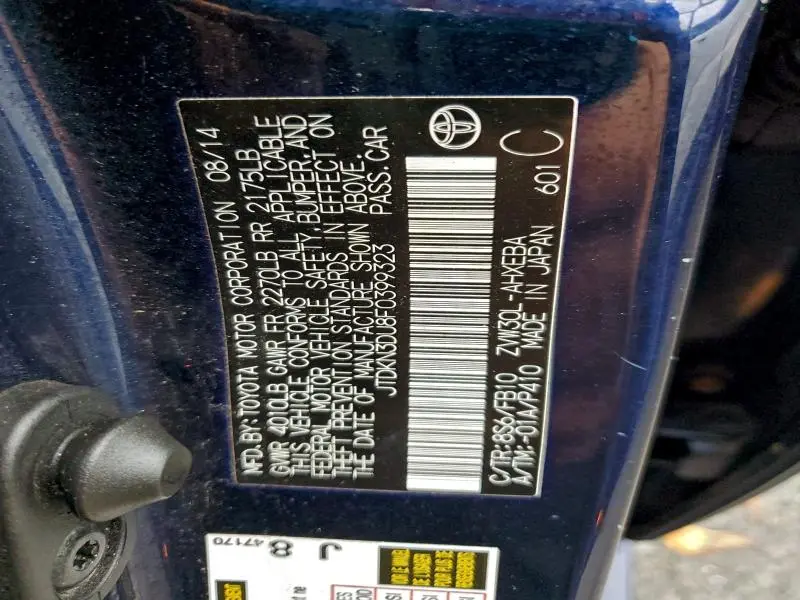 MFD. BY: TOYOTA MOTOR CORPORATION 08/14
GVWR 4010LB GAWR FR 2270LB RR 2175LB
THIS VEHICLE CONFORMS TO ALL APPLICABLE
FEDERAL MOTOR VEHICLE SAFETY, BUMPER, AND
THEFT PREVENTION STANDARDS IN EFFECT ON
THE DATE OF MANUFACTURE SHOWN ABOVE.
JTDKN3DU8F0399323 PASS. CAR
C/TR: 8S6/FB10 ZVW30L-AHXEBA
A/TM: -01A/P410 MADE IN JAPAN 601 C
J 8 47170